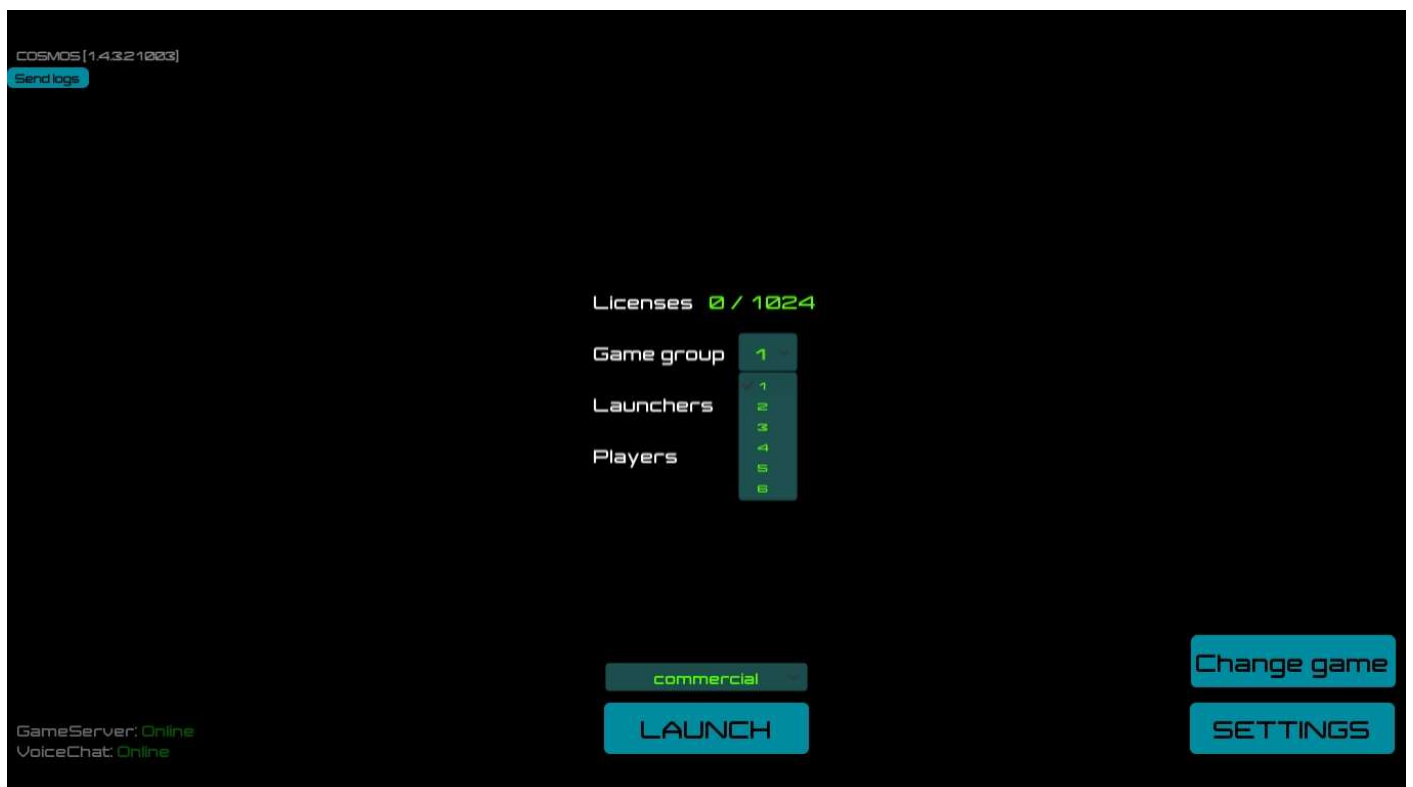 COSMOS [1.4.3.21003]
Send logs
Licenses 0 / 1024
Game group 1
1
Launchers
2
3
4
Players
5
6
commercial
LAUNCH
Change game
SETTINGS
GameServer: Online
VoiceChat: Online